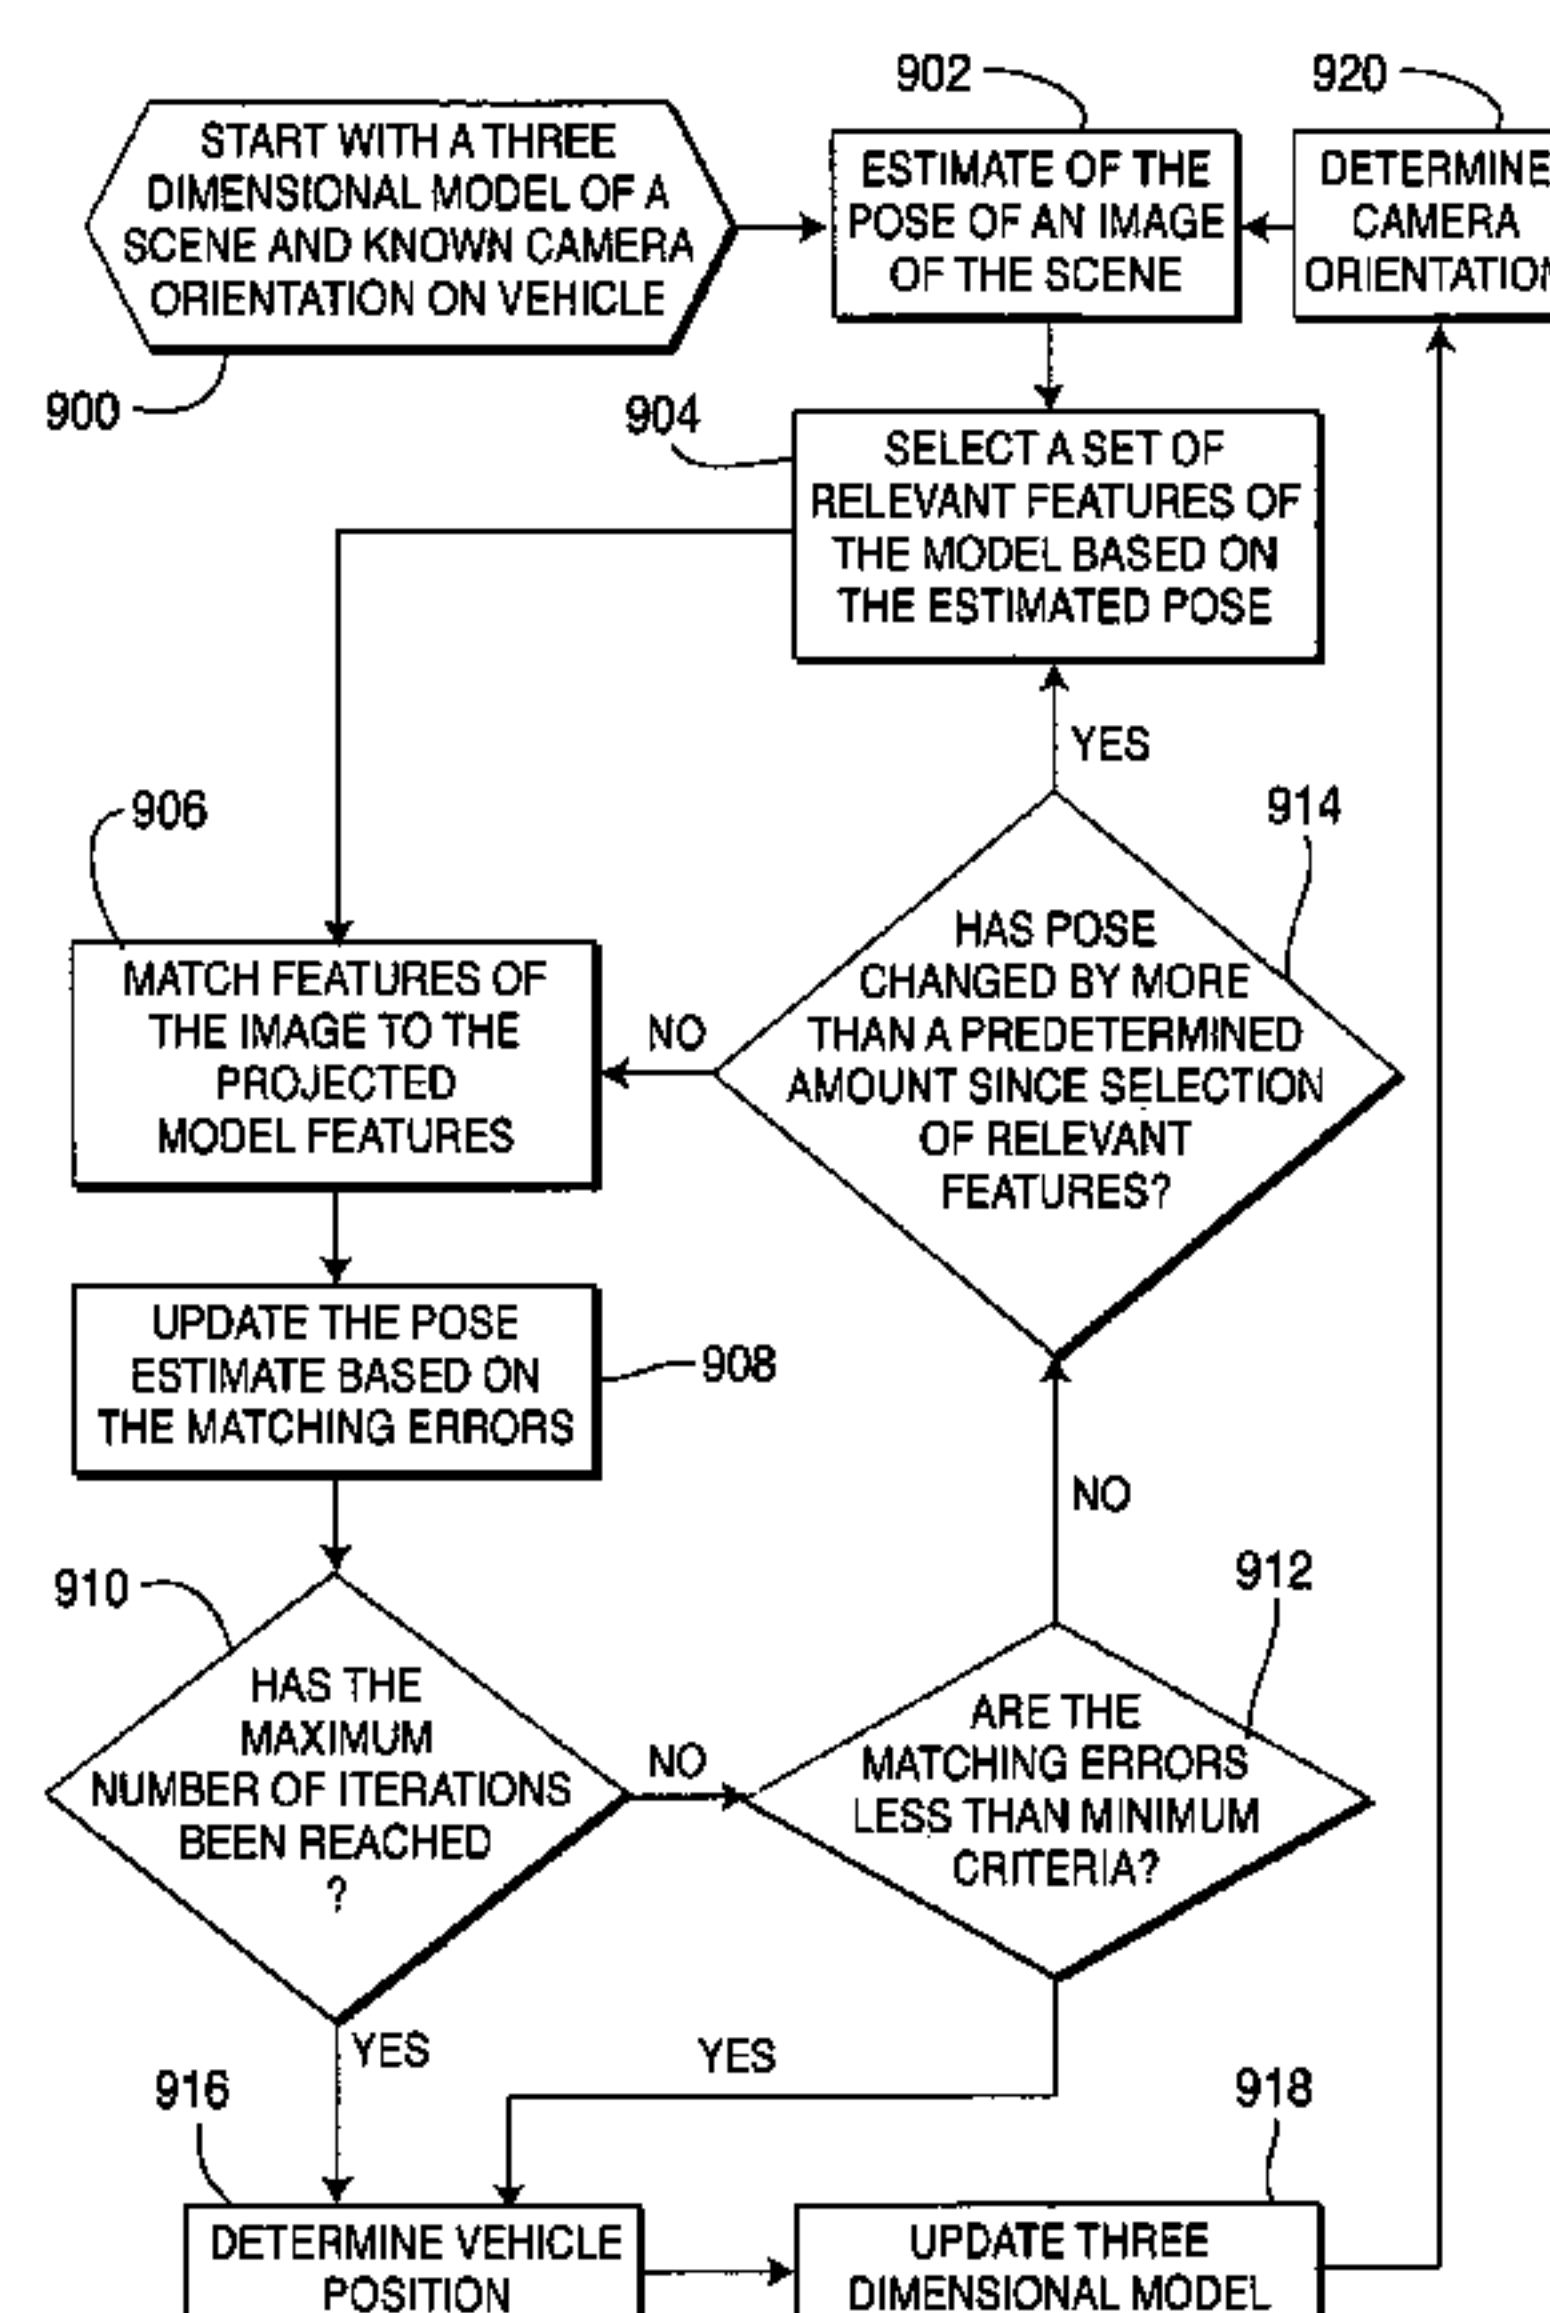 902
920
START WITH A THREE
DIMENSIONAL MODEL OF A
SCENE AND KNOWN CAMERA
ORIENTATION ON VEHICLE
ESTIMATE OF THE
POSE OF AN IMAGE
OF THE SCENE
DETERMINE
CAMERA
ORIENTATION
900
904
SELECT A SET OF
RELEVANT FEATURES OF
THE MODEL BASED ON
THE ESTIMATED POSE
YES
906
914
MATCH FEATURES OF
THE IMAGE TO THE
PROJECTED
MODEL FEATURES
NO
HAS POSE
CHANGED BY MORE
THAN A PREDETERMINED
AMOUNT SINCE SELECTION
OF RELEVANT
FEATURES?
UPDATE THE POSE
ESTIMATE BASED ON
THE MATCHING ERRORS
908
NO
910
912
HAS THE
MAXIMUM
NUMBER OF ITERATIONS
BEEN REACHED
?
NO
ARE THE
MATCHING ERRORS
LESS THAN MINIMUM
CRITERIA?
YES
YES
916
918
DETERMINE VEHICLE
POSITION
UPDATE THREE
DIMENSIONAL MODEL